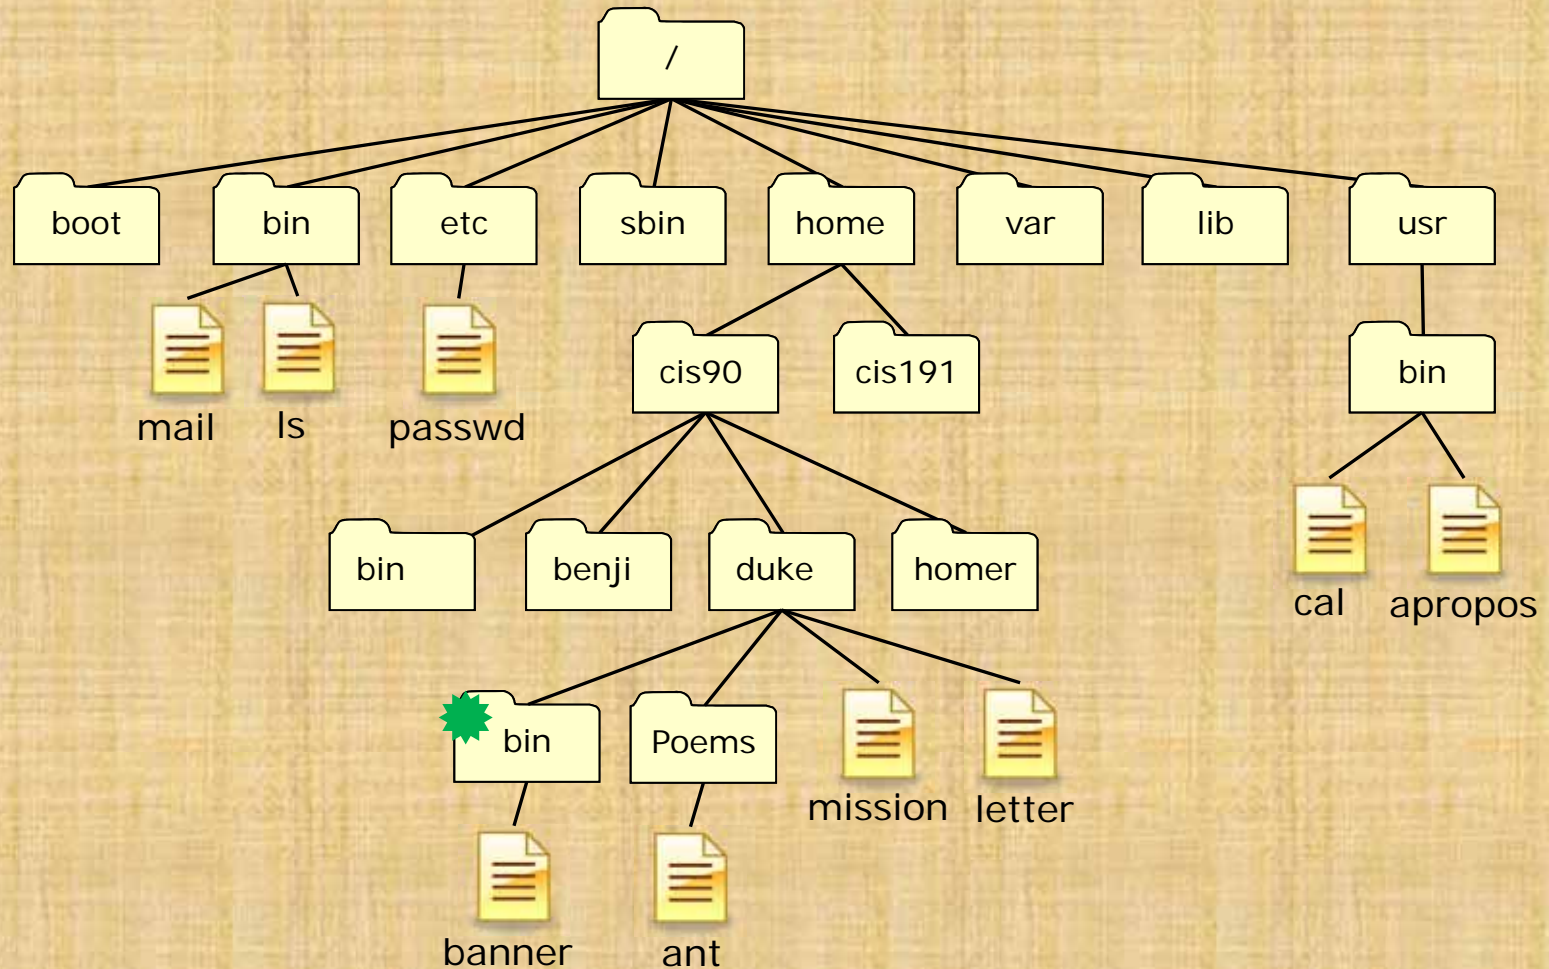 /
boot bin etc sbin home var lib usr
mail ls passwd
cis90 cis191 bin
bin benji duke homer
cal apropos
bin Poems
mission letter
banner ant